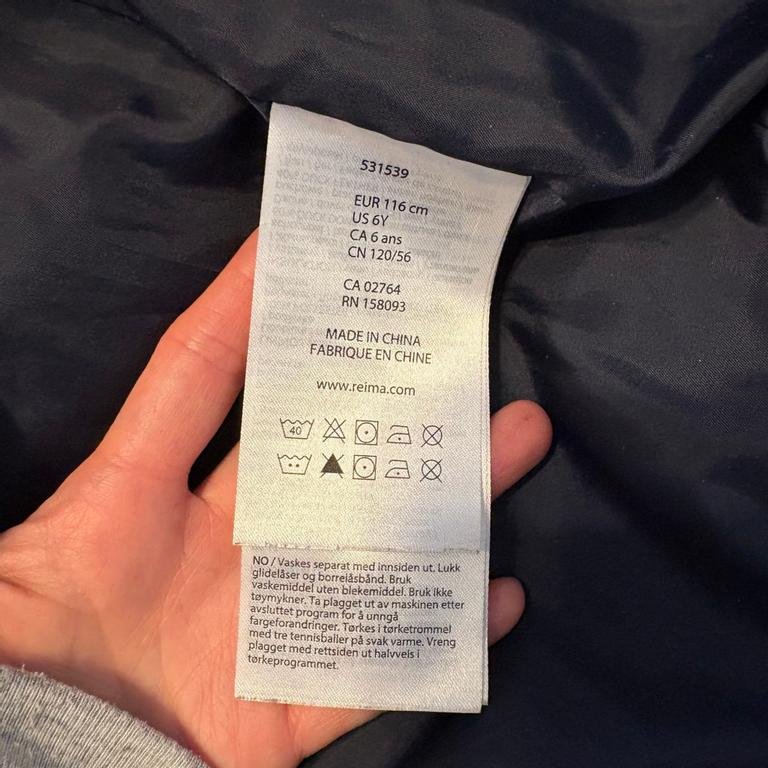 531539
EUR 116 cm
US 6Y
CA 6 ans
CN 120/56
CA 02764
RN 158093
MADE IN CHINA
FABRIQUE EN CHINE
www.reima.com
40
NO / Vaskes separat med innsiden ut. Lukk
glidelåser og borrelåsbånd. Bruk
vaskemiddel uten blekemiddel. Bruk ikke
tøymykner. Ta plagget ut av maskinen etter
avsluttet program for å unngå
fargeforandringer. Tørkes i tørketrommel
med tre tennisballer på svak varme. Vreng
plagget med rettsiden ut halvveis i
tørkeprogrammet.